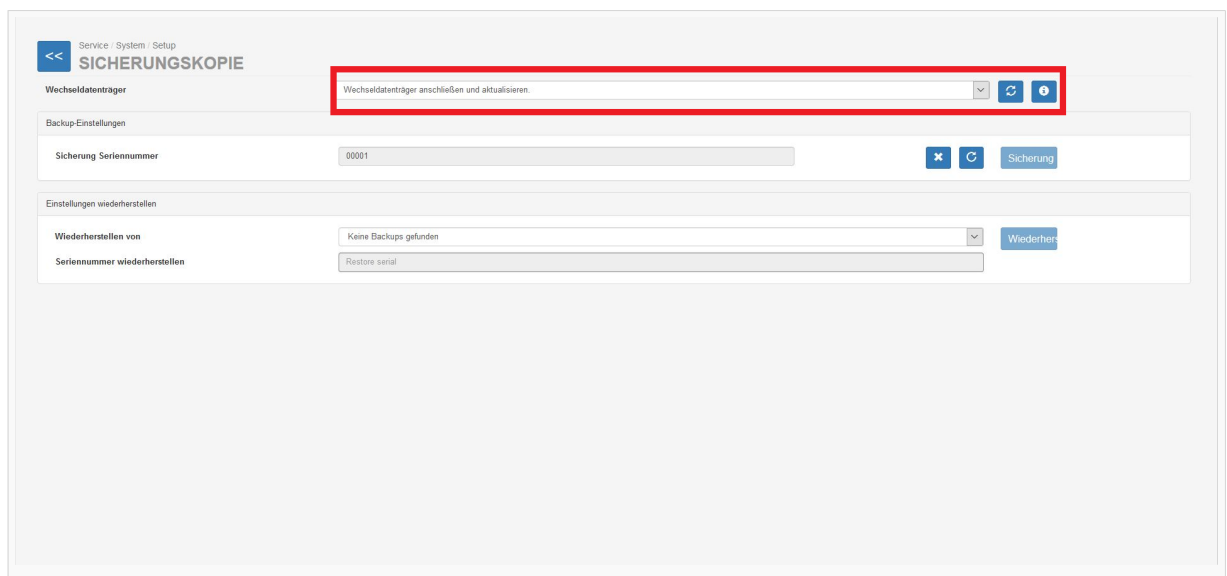 <<
Service / System / Setup
SICHERUNGSKOPIE
Wechseldatenträger
Wechseldatenträger anschließen und aktualisieren.
Backup-Einstellungen
Sicherung Seriennummer
00001
Sicherung
Einstellungen wiederherstellen
Wiederherstellen von
Keine Backups gefunden
Wiederhers
Seriennummer wiederherstellen
Restore serial